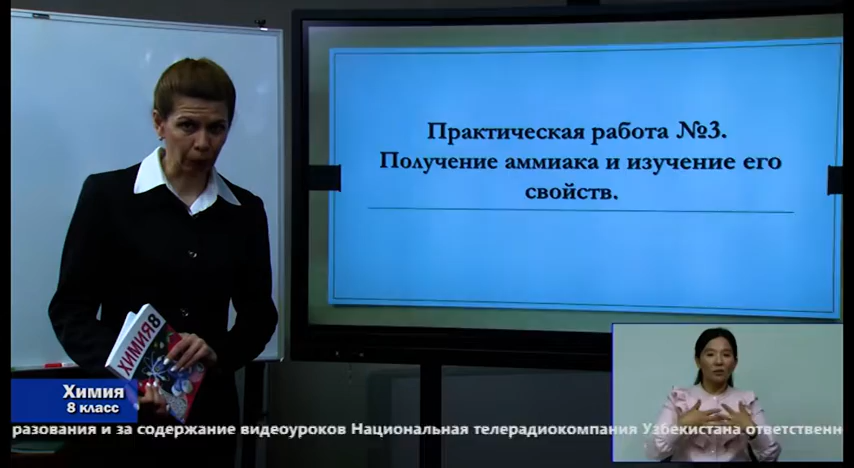 Практическая работа №3.
Получение аммиака и изучение его
свойств.
ХИМИЯ 8
Химия
8 класс
разования и за содержание видеоуроков Национальная телерадиокомпания Узбекистана ответственн